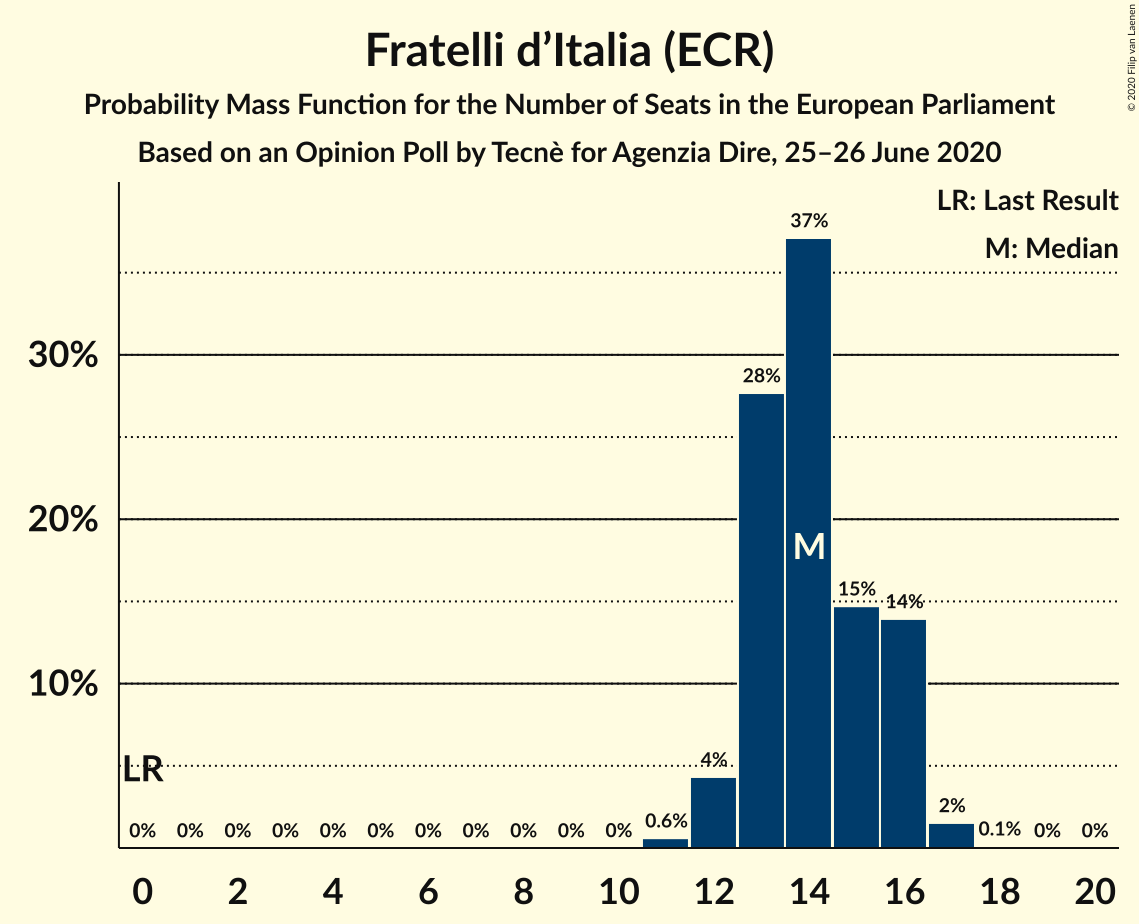 Fratelli d’Italia (ECR)
Probability Mass Function for the Number of Seats in the European Parliament
Based on an Opinion Poll by Tecnè for Agenzia Dire, 25–26 June 2020
© 2020 Filip van Laenen
LR: Last Result
M: Median
37%
30%
28%
20%
M
15%
14%
10%
LR
4%
2%
0% 0% 0% 0% 0% 0% 0% 0% 0% 0% 0% 0.6% 0.1% 0% 0%
0 2 4 6 8 10 12 14 16 18 20